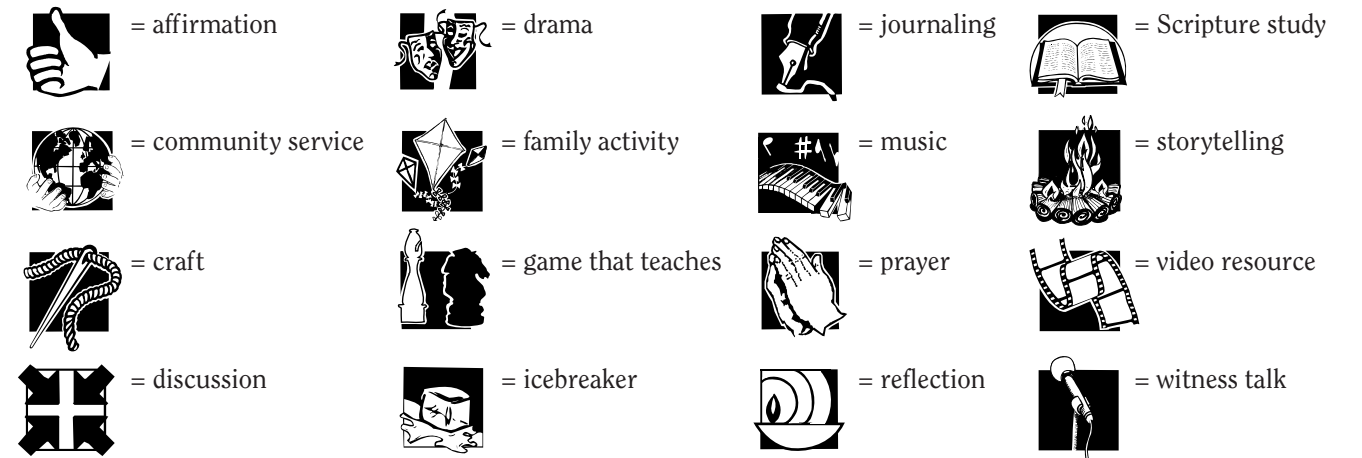 = affirmation
= drama
= journaling
= Scripture study
= community service
= family activity
= music
= storytelling
= craft
= game that teaches
= prayer
= video resource
= discussion
= icebreaker
= reflection
= witness talk